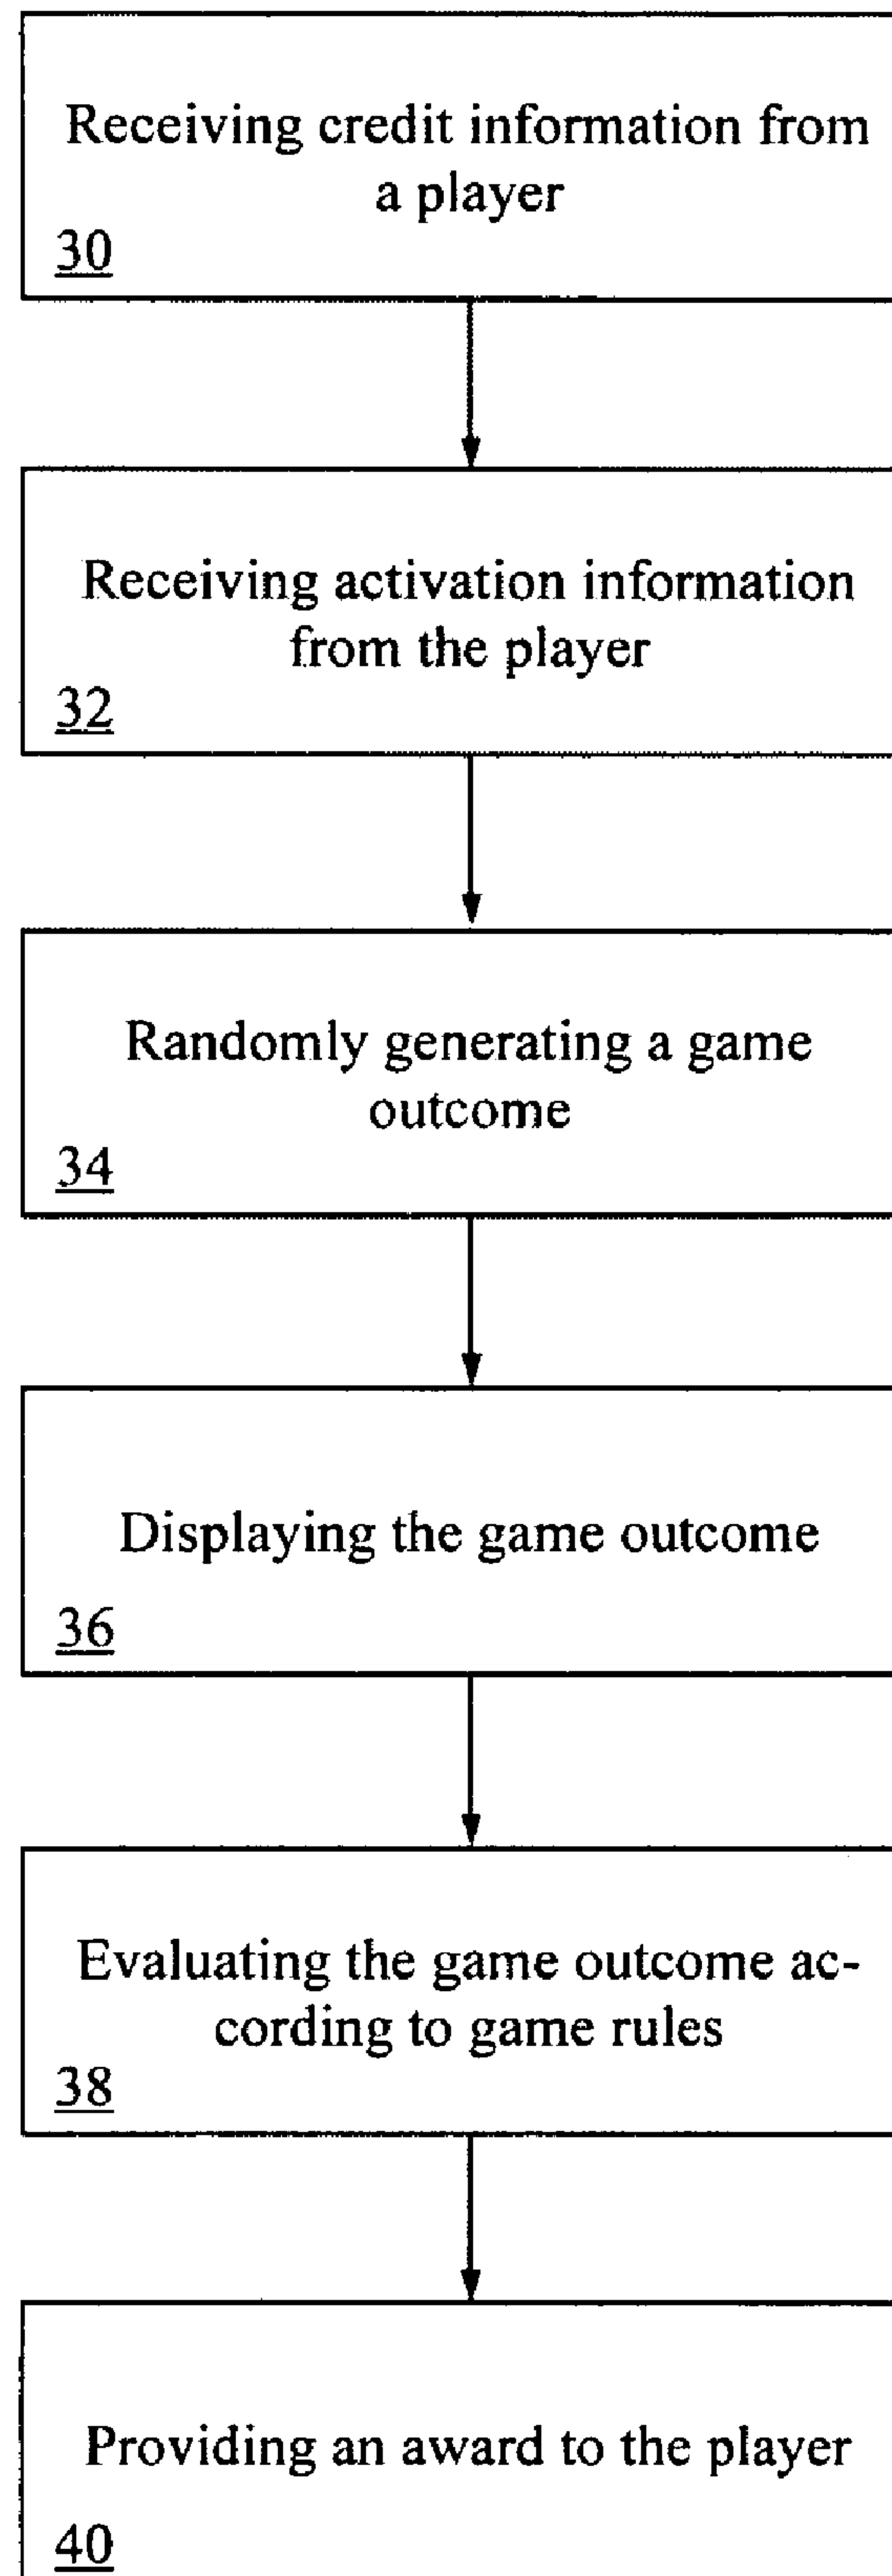 Receiving credit information from
a player
30
Receiving activation information
from the player
32
Randomly generating a game
outcome
34
Displaying the game outcome
36
Evaluating the game outcome ac-
cording to game rules
38
Providing an award to the player
40